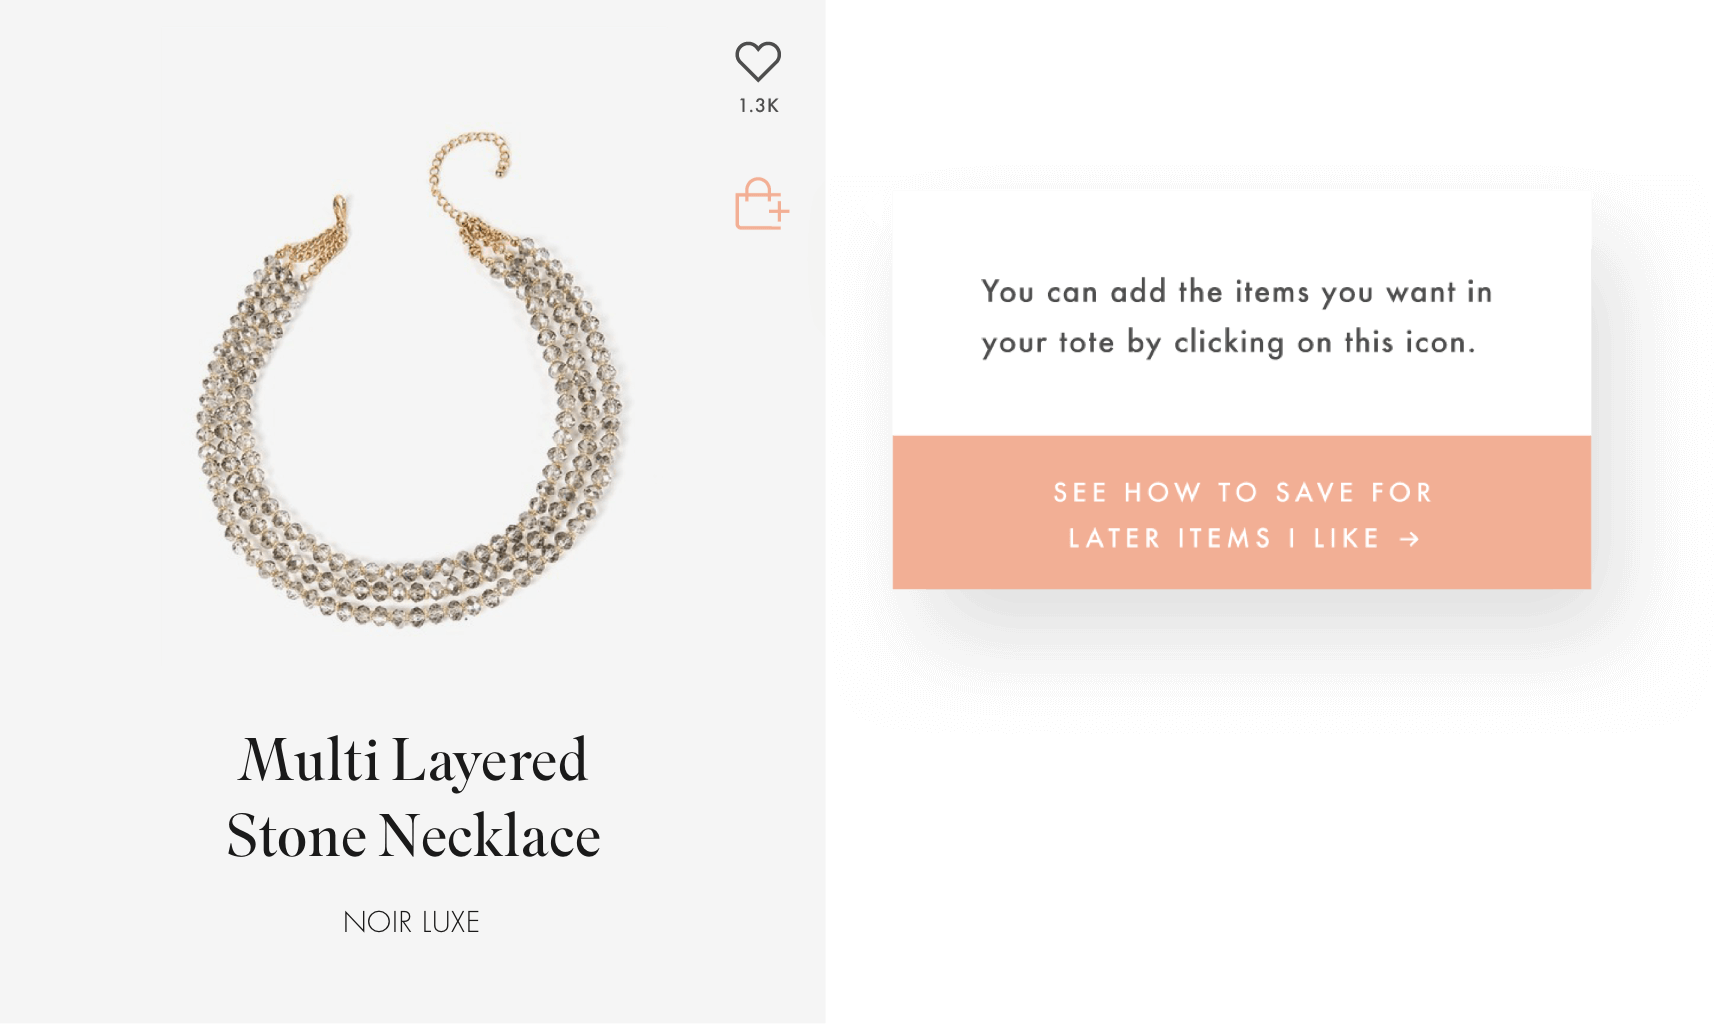 1.3K
Multi Layered
Stone Necklace
NOIR LUXE
You can add the items you want in
your tote by clicking on this icon.
SEE HOW TO SAVE FOR
LATER ITEMS I LIKE →